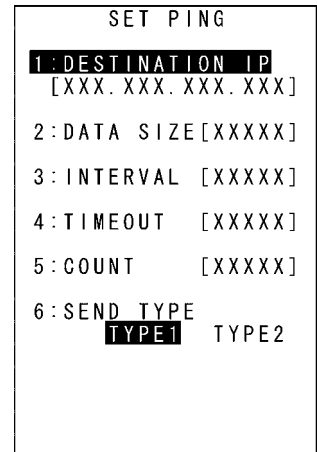 SET PING
1:DESTINATION IP
[XXX.XXX.XXX.XXX]
2:DATA SIZE[XXXXX]
3:INTERVAL [XXXXX]
4:TIMEOUT [XXXXX]
5:COUNT [XXXXX]
6:SEND TYPE
TYPE1 TYPE2